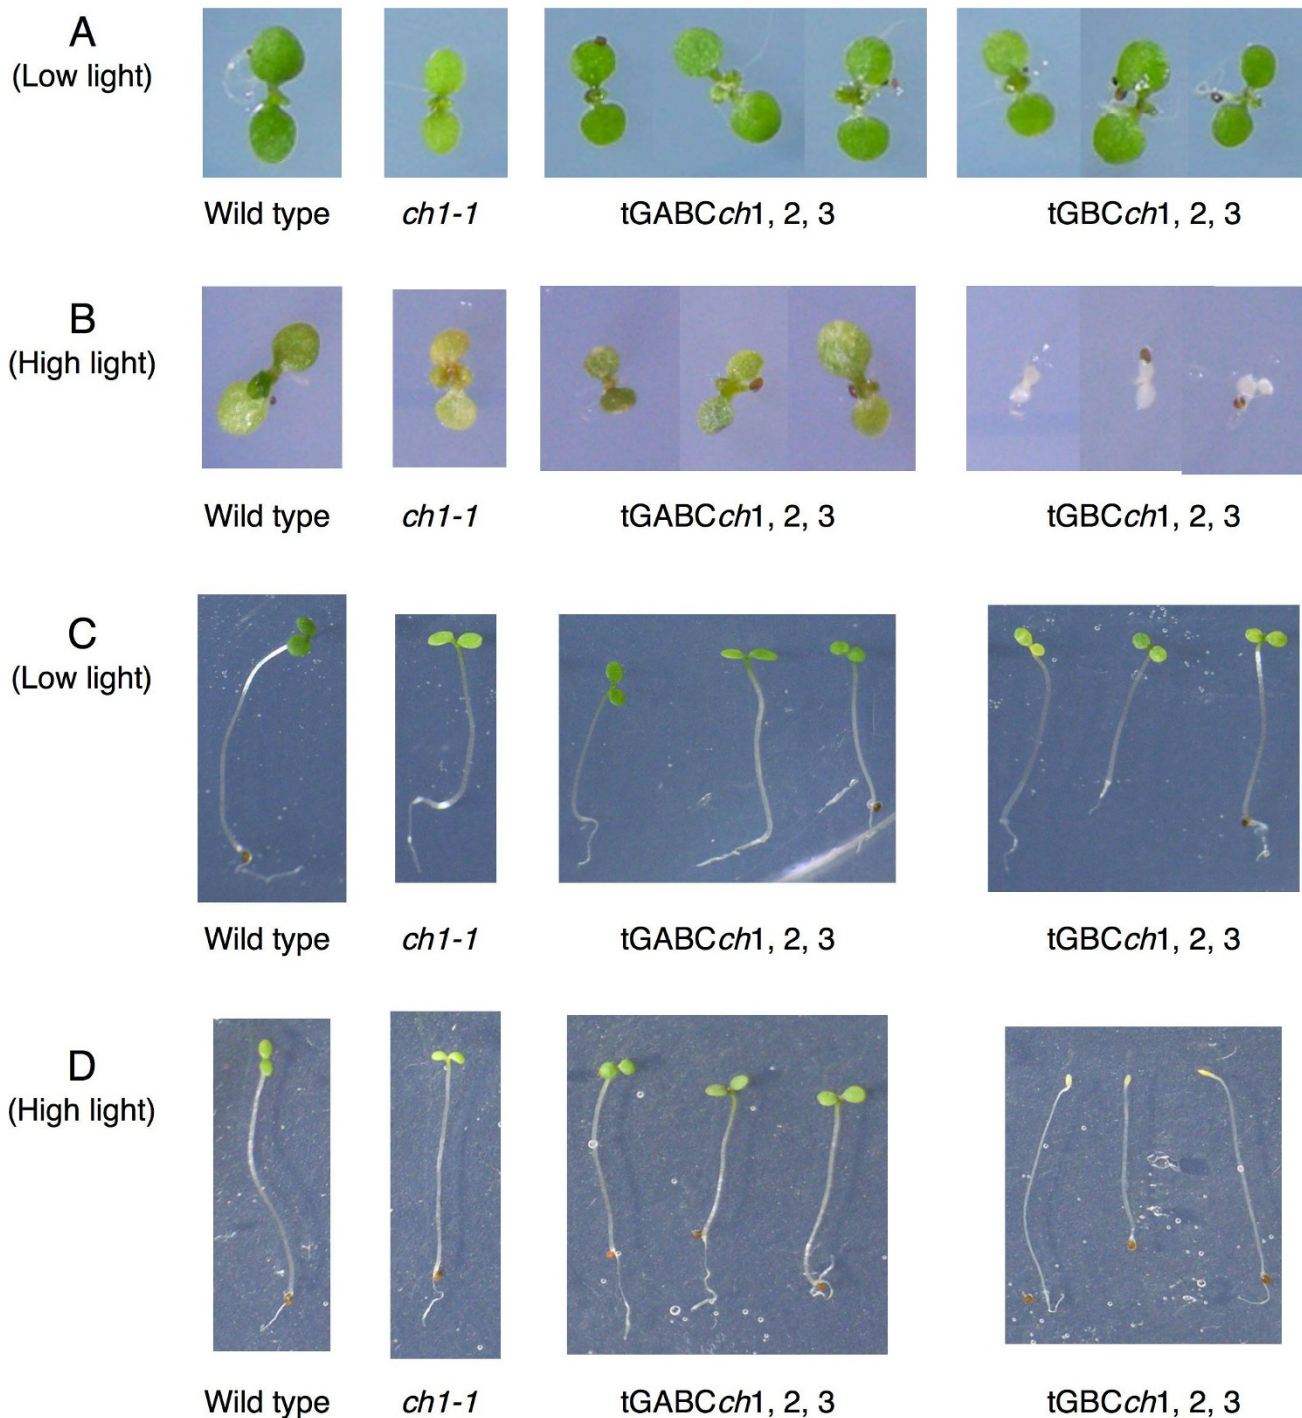 A
(Low light)
Wild type
ch1-1
tGABCch1, 2, 3
tGBCch1, 2, 3
B
(High light)
Wild type
ch1-1
tGABCch1, 2, 3
tGBCch1, 2, 3
C
(Low light)
Wild type
ch1-1
tGABCch1, 2, 3
tGBCch1, 2, 3
D
(High light)
Wild type
ch1-1
tGABCch1, 2, 3
tGBCch1, 2, 3